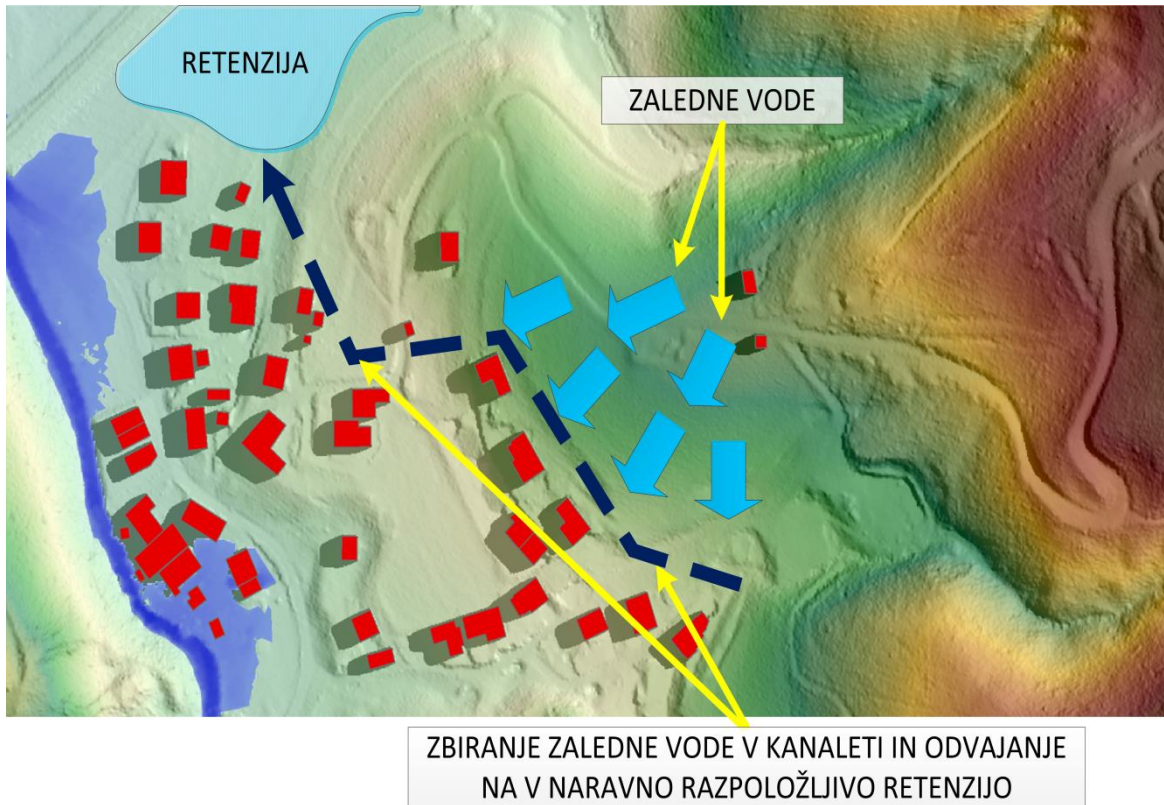 RETENZIJA
ZALEDNE VODE
ZBIRANJE ZALEDNE VODE V KANALETI IN ODVAJANJE
NA V NARAVNO RAZPOLOŽLJIVO RETENZIJO